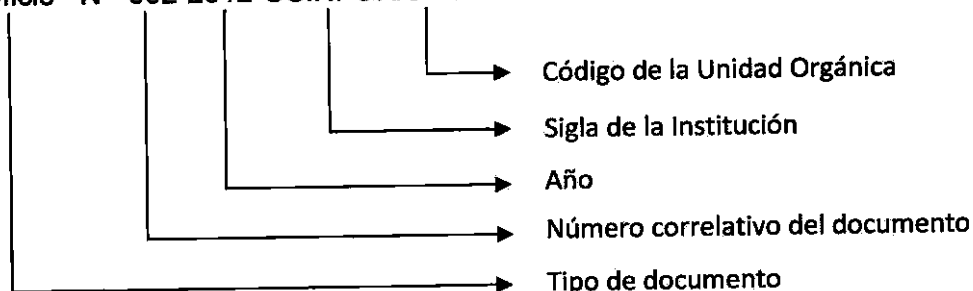 Código de la Unidad Orgánica
Sigla de la Institución
Año
Número correlativo del documento
Tipo de documento